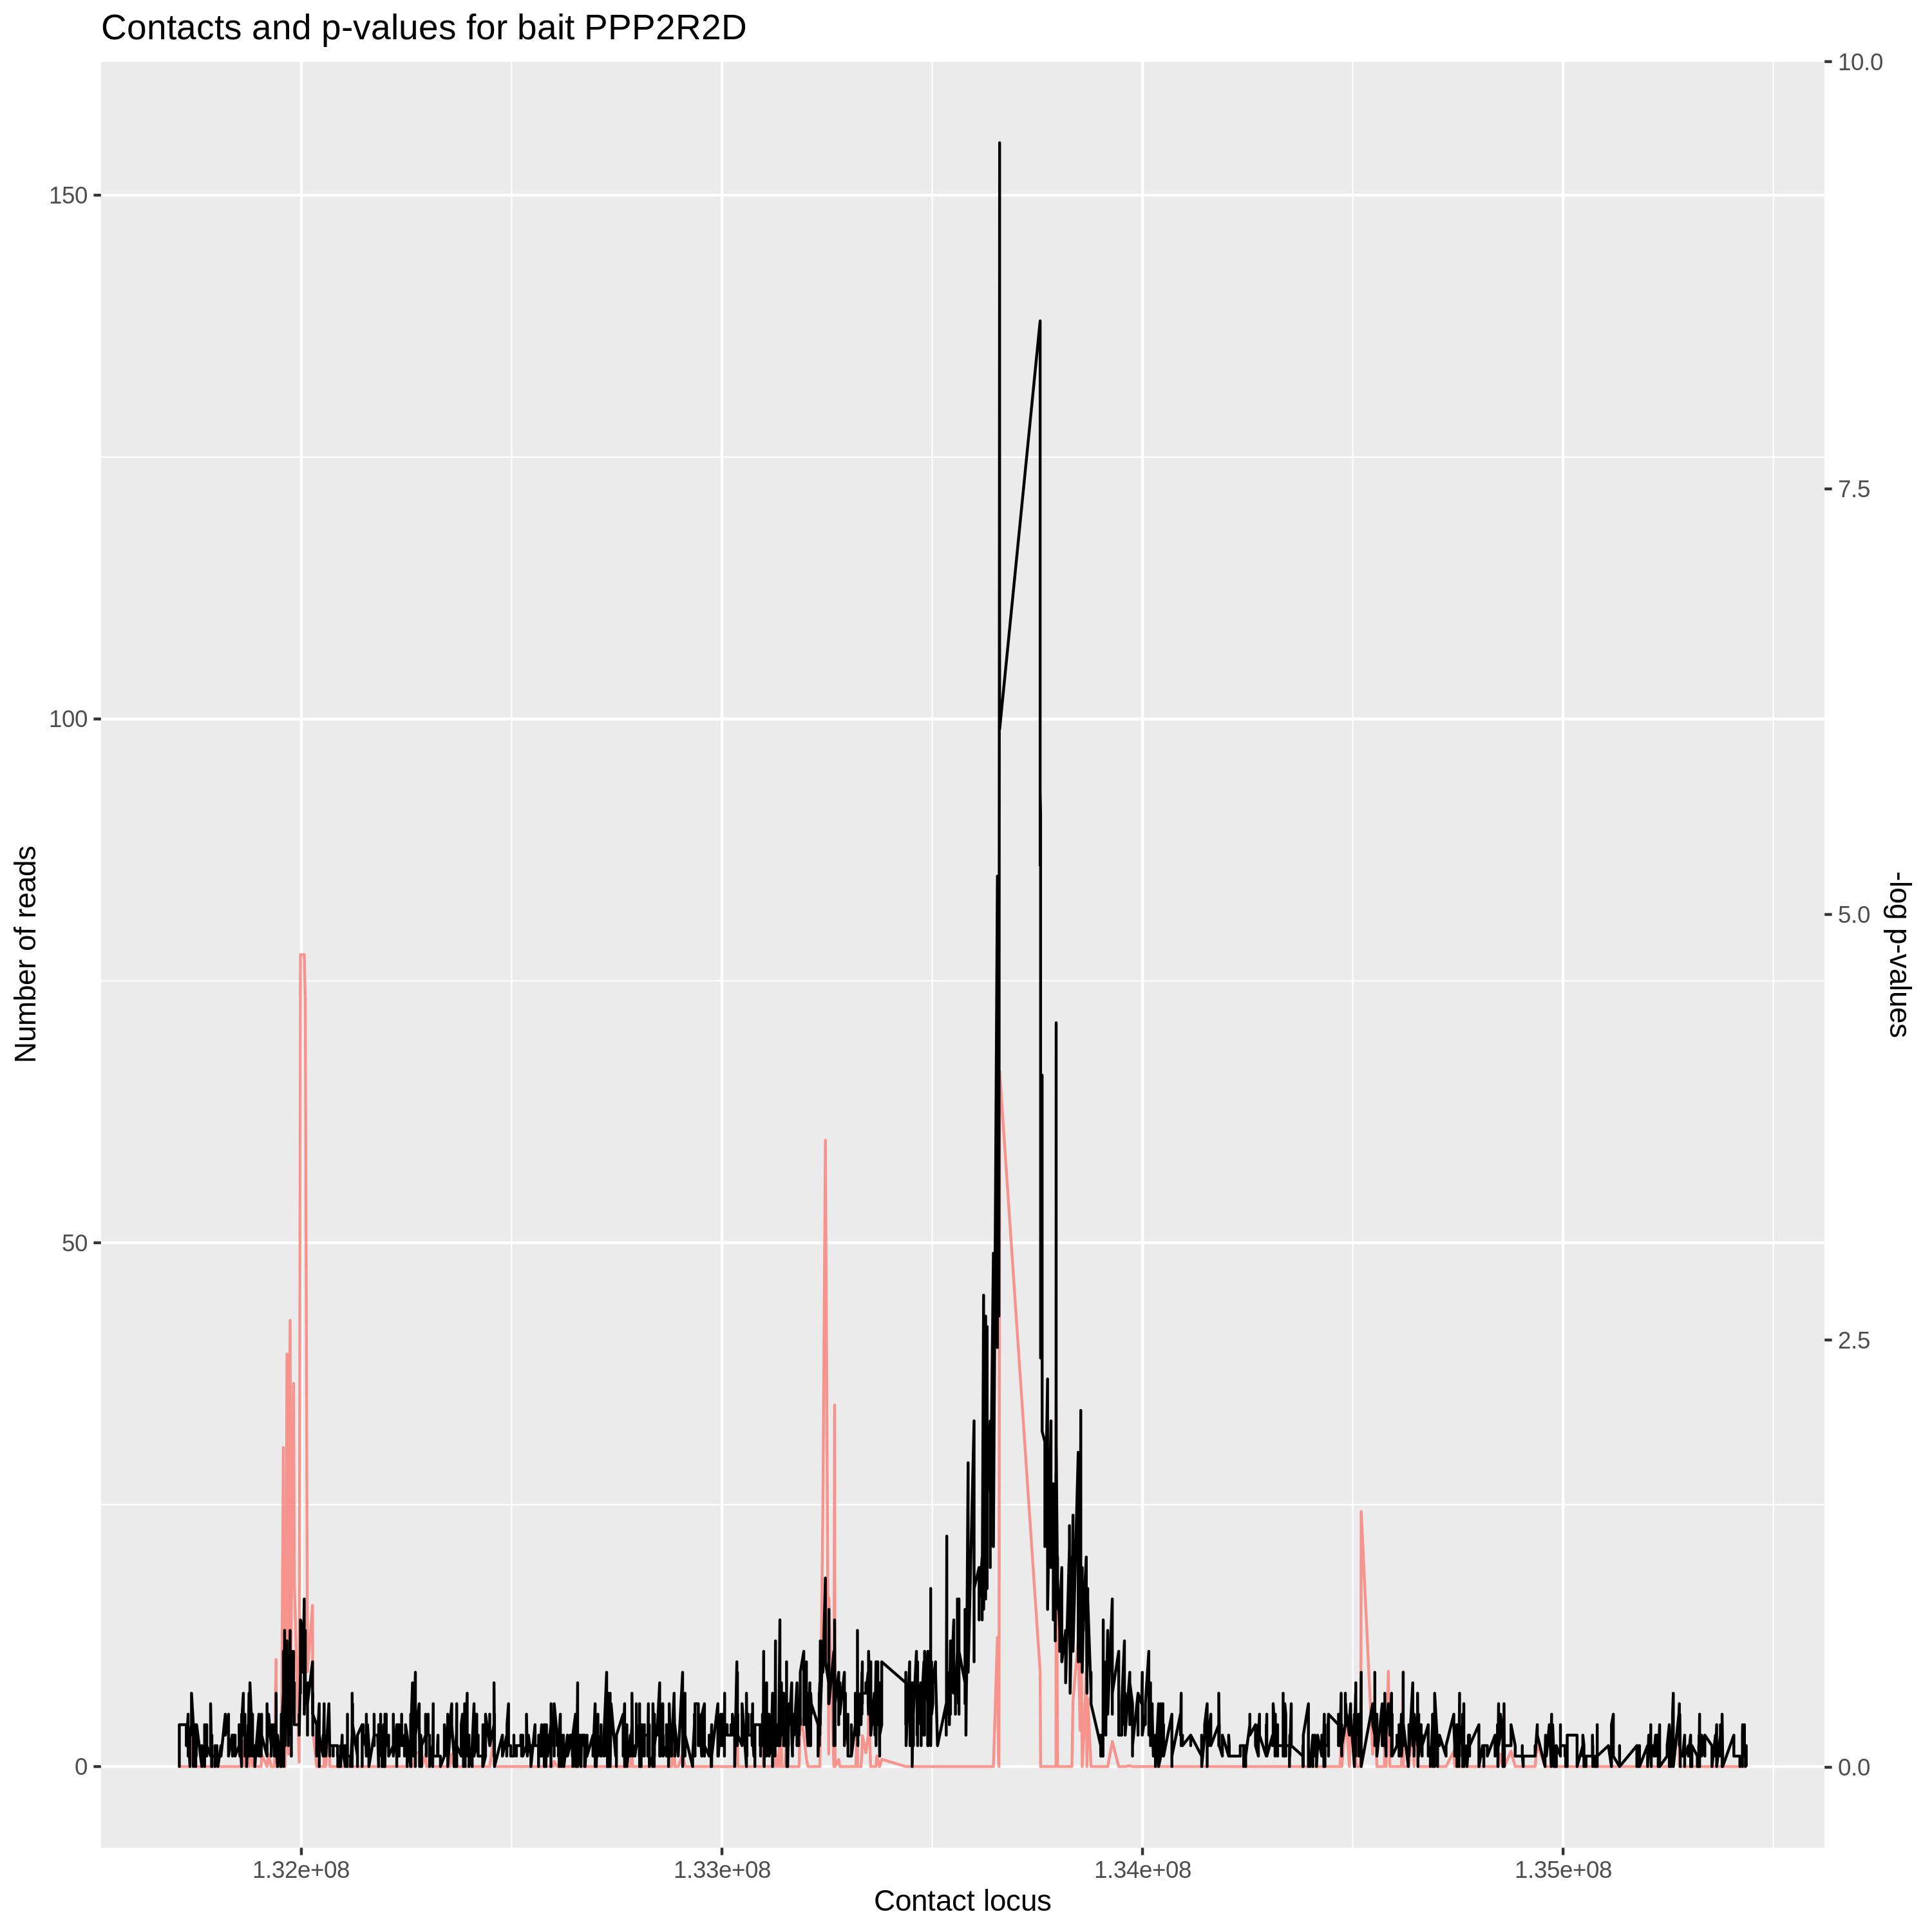 Contacts and p-values for bait PPP2R2D
Number of reads
150
100
50
0
10.0
7.5
5.0
2.5
0.0
-log p-values
1.32e+08
1.33e+08
1.34e+08
1.35e+08
Contact locus